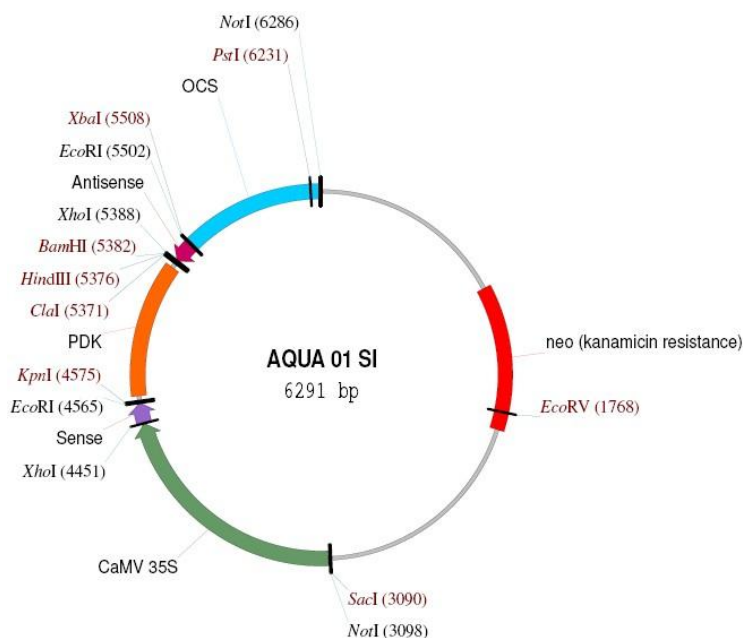 NotI (6286)
PstI (6231)
OCS
XbaI (5508)
EcoRI (5502)
Antisense
XhoI (5388)
BamHI (5382)
HindIII (5376)
ClaI (5371)
PDK
KpnI (4575)
EcoRI (4565)
Sense
XhoI (4451)
CaMV 35S
AQUA 01 SI
6291 bp
neo (kanamicin resistance)
EcoRV (1768)
SacI (3090)
NotI (3098)